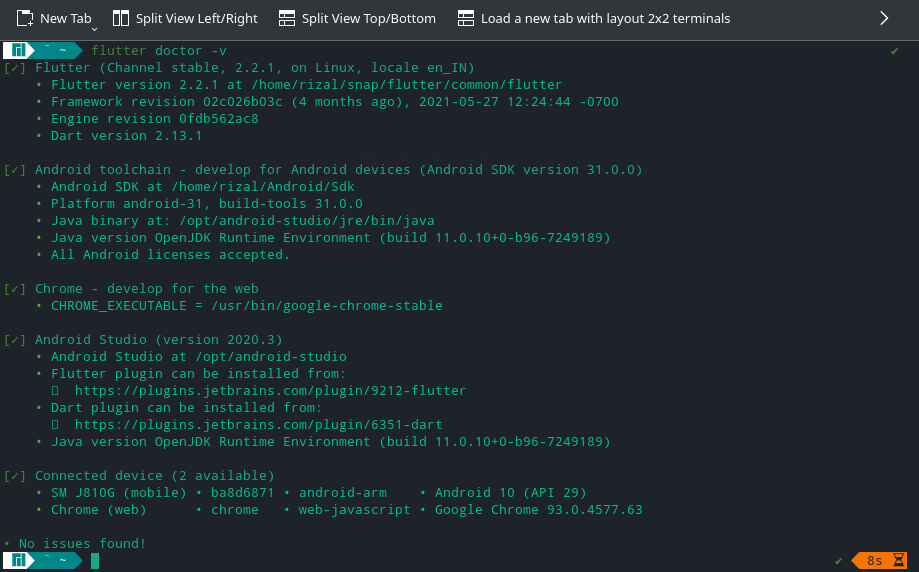 New Tab Split View Left/Right Split View Top/Bottom Load a new tab with layout 2x2 terminals
~ flutter doctor -v ✔
[✓] Flutter (Channel stable, 2.2.1, on Linux, locale en_IN)
• Flutter version 2.2.1 at /home/rizal/snap/flutter/common/flutter
• Framework revision 02c026b03c (4 months ago), 2021-05-27 12:24:44 -0700
• Engine revision 0fdb562ac8
• Dart version 2.13.1
[✓] Android toolchain - develop for Android devices (Android SDK version 31.0.0)
• Android SDK at /home/rizal/Android/Sdk
• Platform android-31, build-tools 31.0.0
• Java binary at: /opt/android-studio/jre/bin/java
• Java version OpenJDK Runtime Environment (build 11.0.10+0-b96-7249189)
• All Android licenses accepted.
[✓] Chrome - develop for the web
• CHROME_EXECUTABLE = /usr/bin/google-chrome-stable
[✓] Android Studio (version 2020.3)
• Android Studio at /opt/android-studio
• Flutter plugin can be installed from:
▯ https://plugins.jetbrains.com/plugin/9212-flutter
• Dart plugin can be installed from:
▯ https://plugins.jetbrains.com/plugin/6351-dart
• Java version OpenJDK Runtime Environment (build 11.0.10+0-b96-7249189)
[✓] Connected device (2 available)
• SM J810G (mobile) • ba8d6871 • android-arm • Android 10 (API 29)
• Chrome (web) • chrome • web-javascript • Google Chrome 93.0.4577.63
• No issues found!
~ ✔ 8s